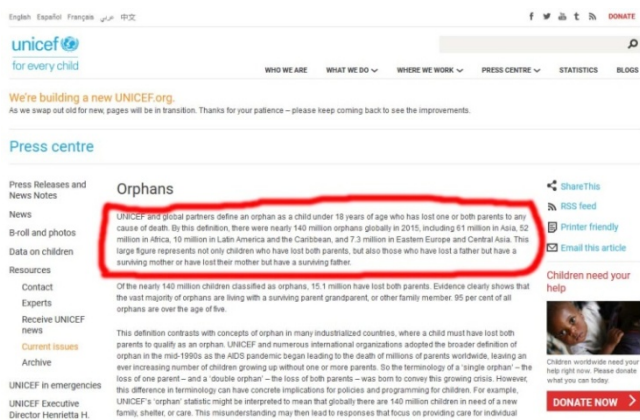 English Español Français عربي 中文
DONATE
unicef
for every child
WHO WE ARE WHAT WE DO WHERE WE WORK PRESS CENTRE STATISTICS BLOGS
We're building a new UNICEF.org.
As we swap out old for new, pages will be in transition. Thanks for your patience – please keep coming back to see the improvements.
Press centre
Press Releases and
News Notes
News
B-roll and photos
Data on children
Resources
Contact
Experts
Receive UNICEF
news
Current issues
Archive
UNICEF in emergencies
UNICEF Executive
Director Henrietta H.
Orphans
UNICEF and global partners define an orphan as a child under 18 years of age who has lost one or both parents to any
cause of death. By this definition, there were nearly 140 million orphans globally in 2015, including 61 million in Asia, 52
million in Africa, 10 million in Latin America and the Caribbean, and 7.3 million in Eastern Europe and Central Asia. This
large figure represents not only children who have lost both parents, but also those who have lost a father but have a
surviving mother or have lost their mother but have a surviving father.
Of the nearly 140 million children classified as orphans, 15.1 million have lost both parents. Evidence clearly shows that
the vast majority of orphans are living with a surviving parent grandparent, or other family member. 95 per cent of all
orphans are over the age of five.
This definition contrasts with concepts of orphan in many industrialized countries, where a child must have lost both
parents to qualify as an orphan. UNICEF and numerous international organizations adopted the broader definition of
orphan in the mid-1990s as the AIDS pandemic began leading to the death of millions of parents worldwide, leaving an
ever increasing number of children growing up without one or more parents. So the terminology of a 'single orphan' – the
loss of one parent – and a 'double orphan' – the loss of both parents – was born to convey this growing crisis. However,
this difference in terminology can have concrete implications for policies and programming for children. For example,
UNICEF's 'orphan' statistic might be interpreted to mean that globally there are 140 million children in need of a new
family, shelter, or care. This misunderstanding may then lead to responses that focus on providing care for individual
ShareThis
RSS feed
Printer friendly
Email this article
Children need your
help
Children worldwide need your
help right now. Please donate
what you can today.
DONATE NOW